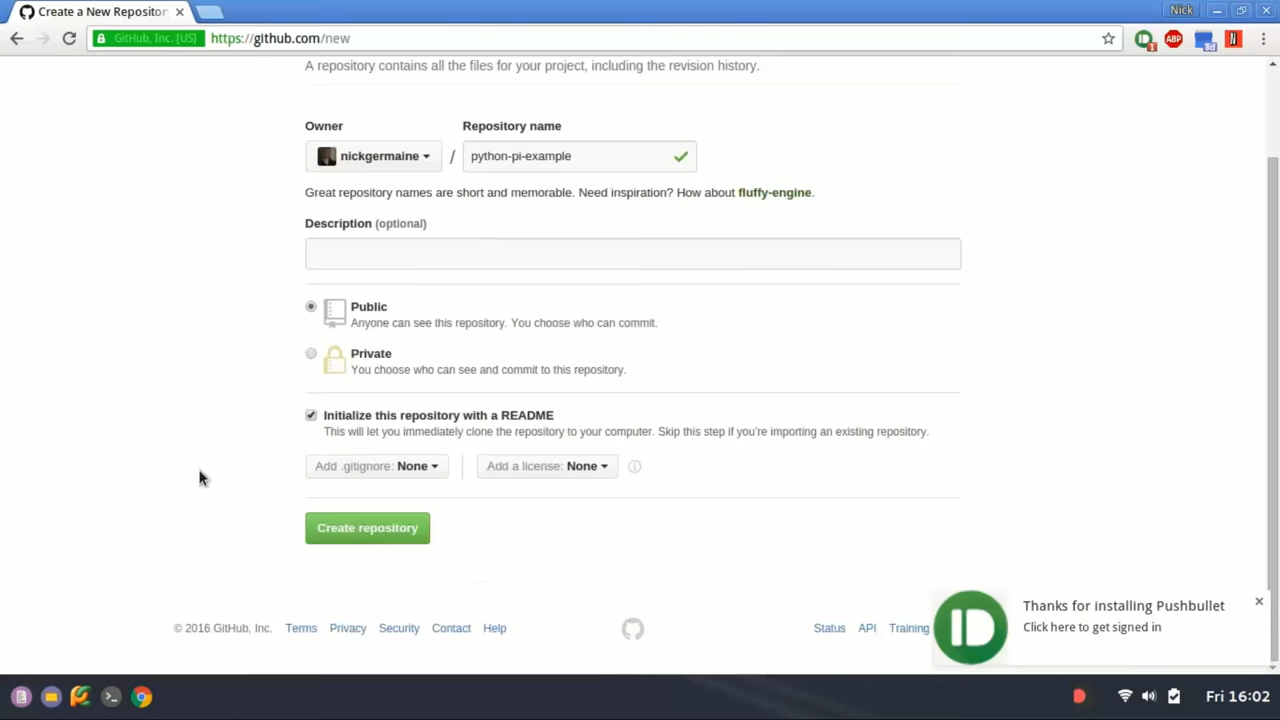 Create a New Repositor
Nick
GitHub, Inc. [US]
https://github.com/new
1
ABP
3d
N
A repository contains all the files for your project, including the revision history.
Owner
Repository name
nickgermaine
/
python-pi-example
Great repository names are short and memorable. Need inspiration? How about fluffy-engine.
Description (optional)
Public
Anyone can see this repository. You choose who can commit.
Private
You choose who can see and commit to this repository.
Initialize this repository with a README
This will let you immediately clone the repository to your computer. Skip this step if you're importing an existing repository.
Add .gitignore: None
Add a license: None
Create repository
© 2016 GitHub, Inc.
Terms
Privacy
Security
Contact
Help
Status
API
Training
Thanks for installing Pushbullet
Click here to get signed in
Fri 16:02